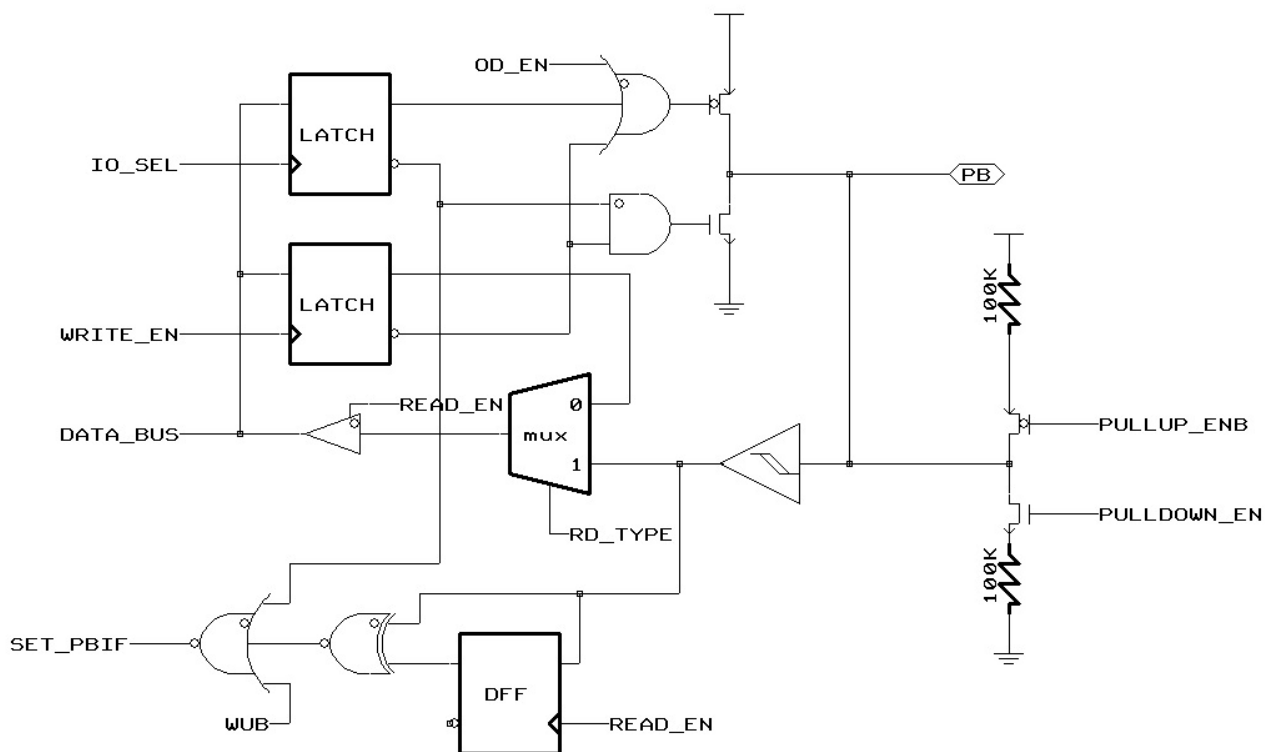 OD_EN
LATCH
IO_SEL
PB
LATCH
100K
WRITE_EN
READ_EN
0
DATA_BUS
mux
PULLUP_ENB
1
PULLDOWN_EN
RD_TYPE
100K
SET_PBIF
DFF
WUB
READ_EN